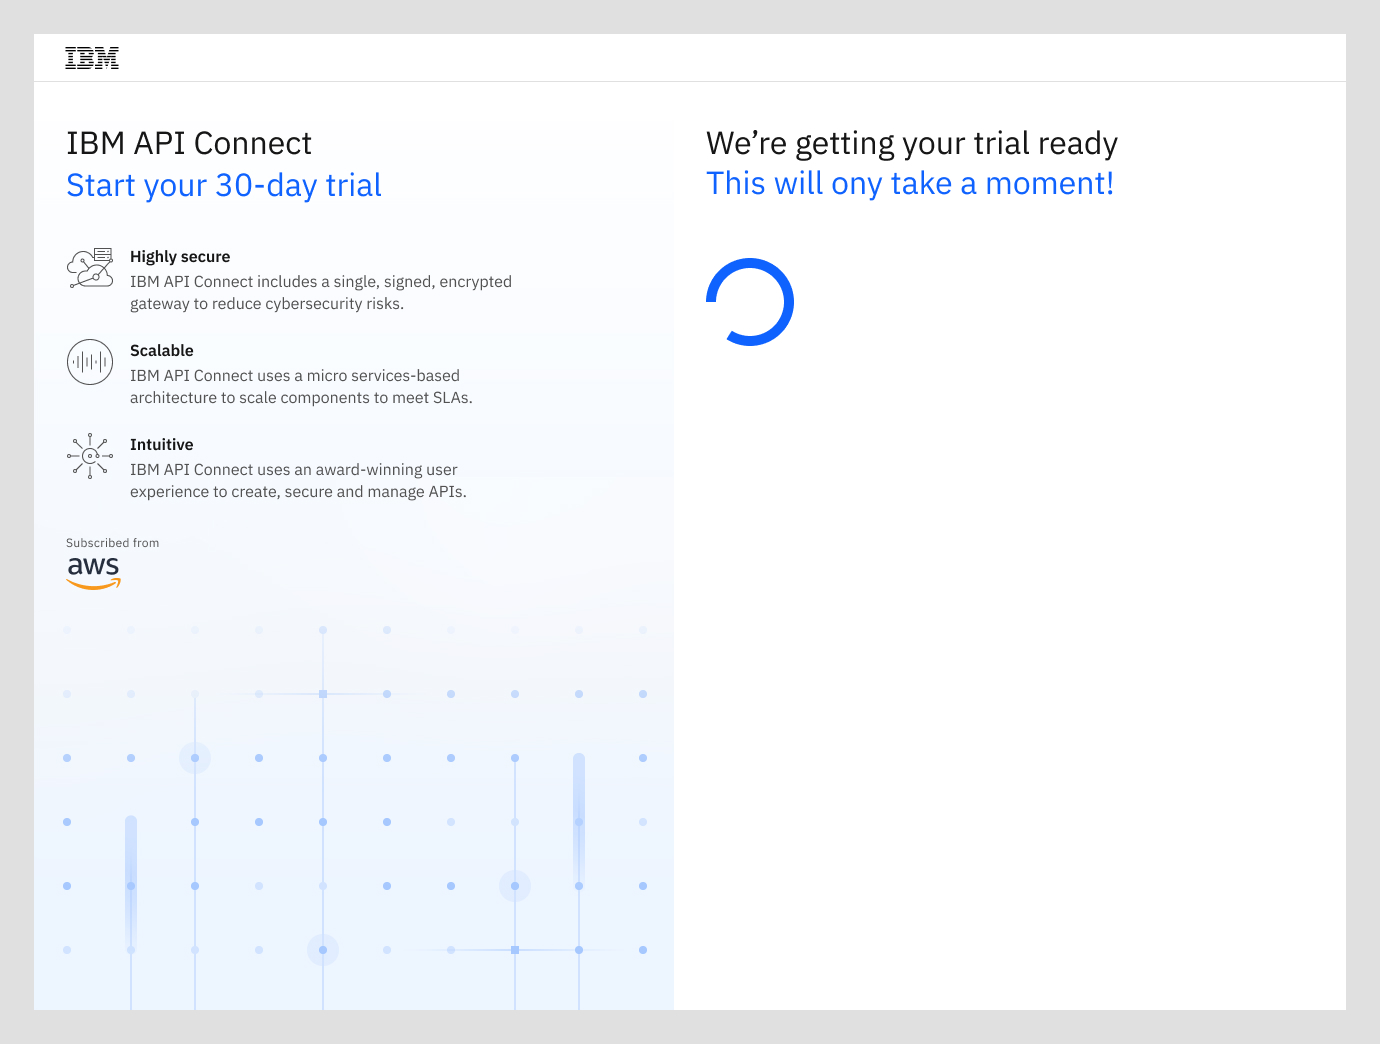 IBM
IBM API Connect
Start your 30-day trial
Highly secure
IBM API Connect includes a single, signed, encrypted
gateway to reduce cybersecurity risks.
Scalable
IBM API Connect uses a micro services-based
architecture to scale components to meet SLAs.
Intuitive
IBM API Connect uses an award-winning user
experience to create, secure and manage APIs.
Subscribed from
aws
We’re getting your trial ready
This will ony take a moment!